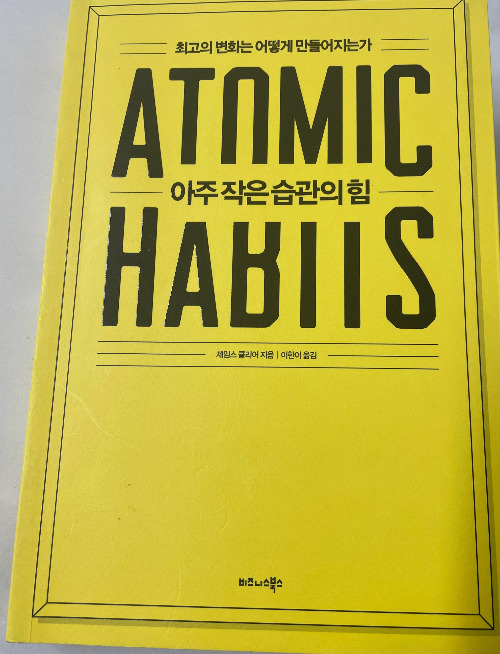 최고의 변화는 어떻게 만들어지는가
ATOMIC
아주 작은 습관의 힘
HABITS
제임스 클리어 지음 | 이한이 옮김
비즈니스북스